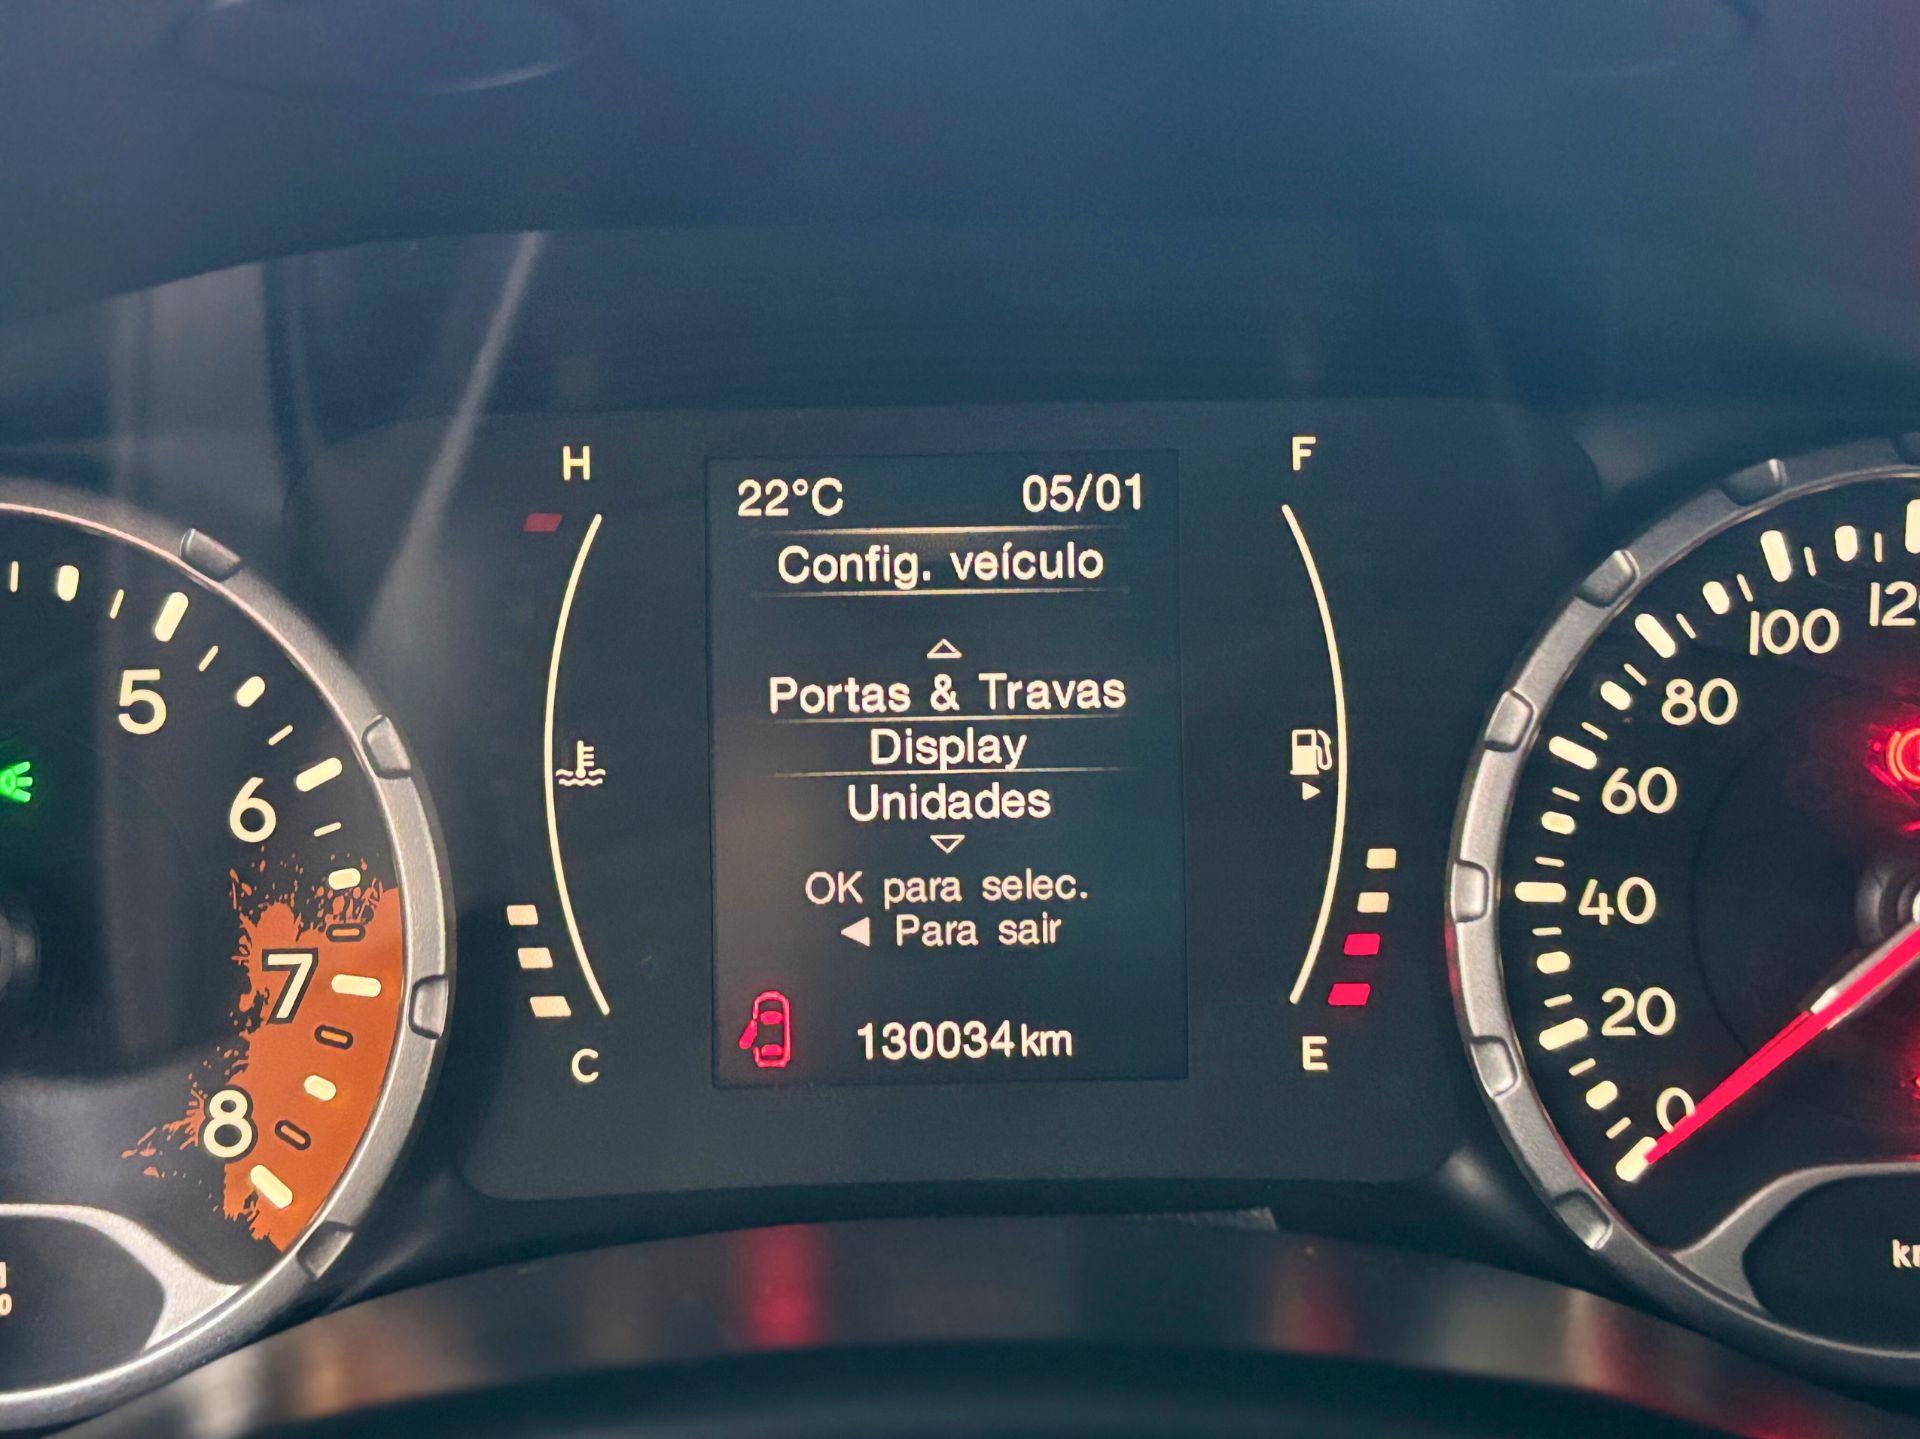 H
F
22°C 05/01
Config. veículo
Portas & Travas
Display
Unidades
OK para selec.
Para sair
130034km
C
E
5
6
7
8
0
20
40
60
80
100